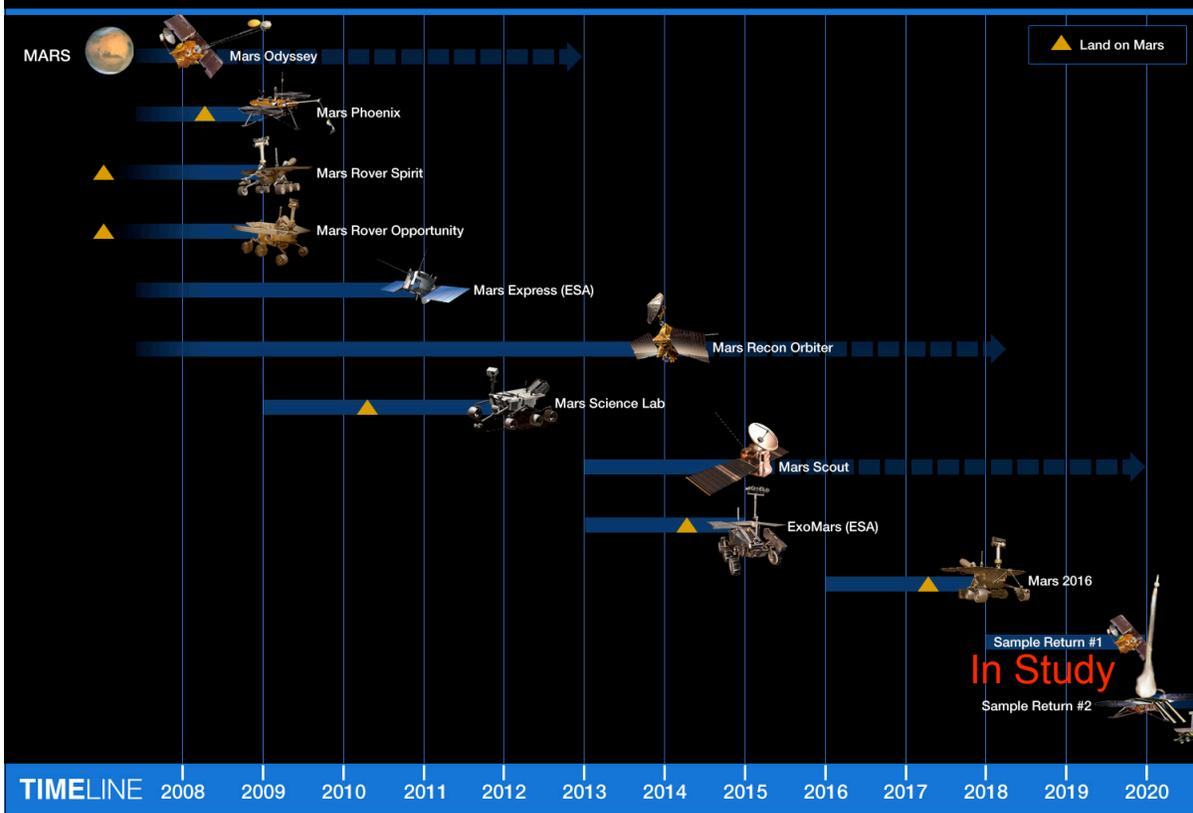 MARS
Mars Odyssey
Land on Mars
Mars Phoenix
Mars Rover Spirit
Mars Rover Opportunity
Mars Express (ESA)
Mars Recon Orbiter
Mars Science Lab
Mars Scout
ExoMars (ESA)
Mars 2016
Sample Return #1
In Study
Sample Return #2
TIMELINE 2008 2009 2010 2011 2012 2013 2014 2015 2016 2017 2018 2019 2020